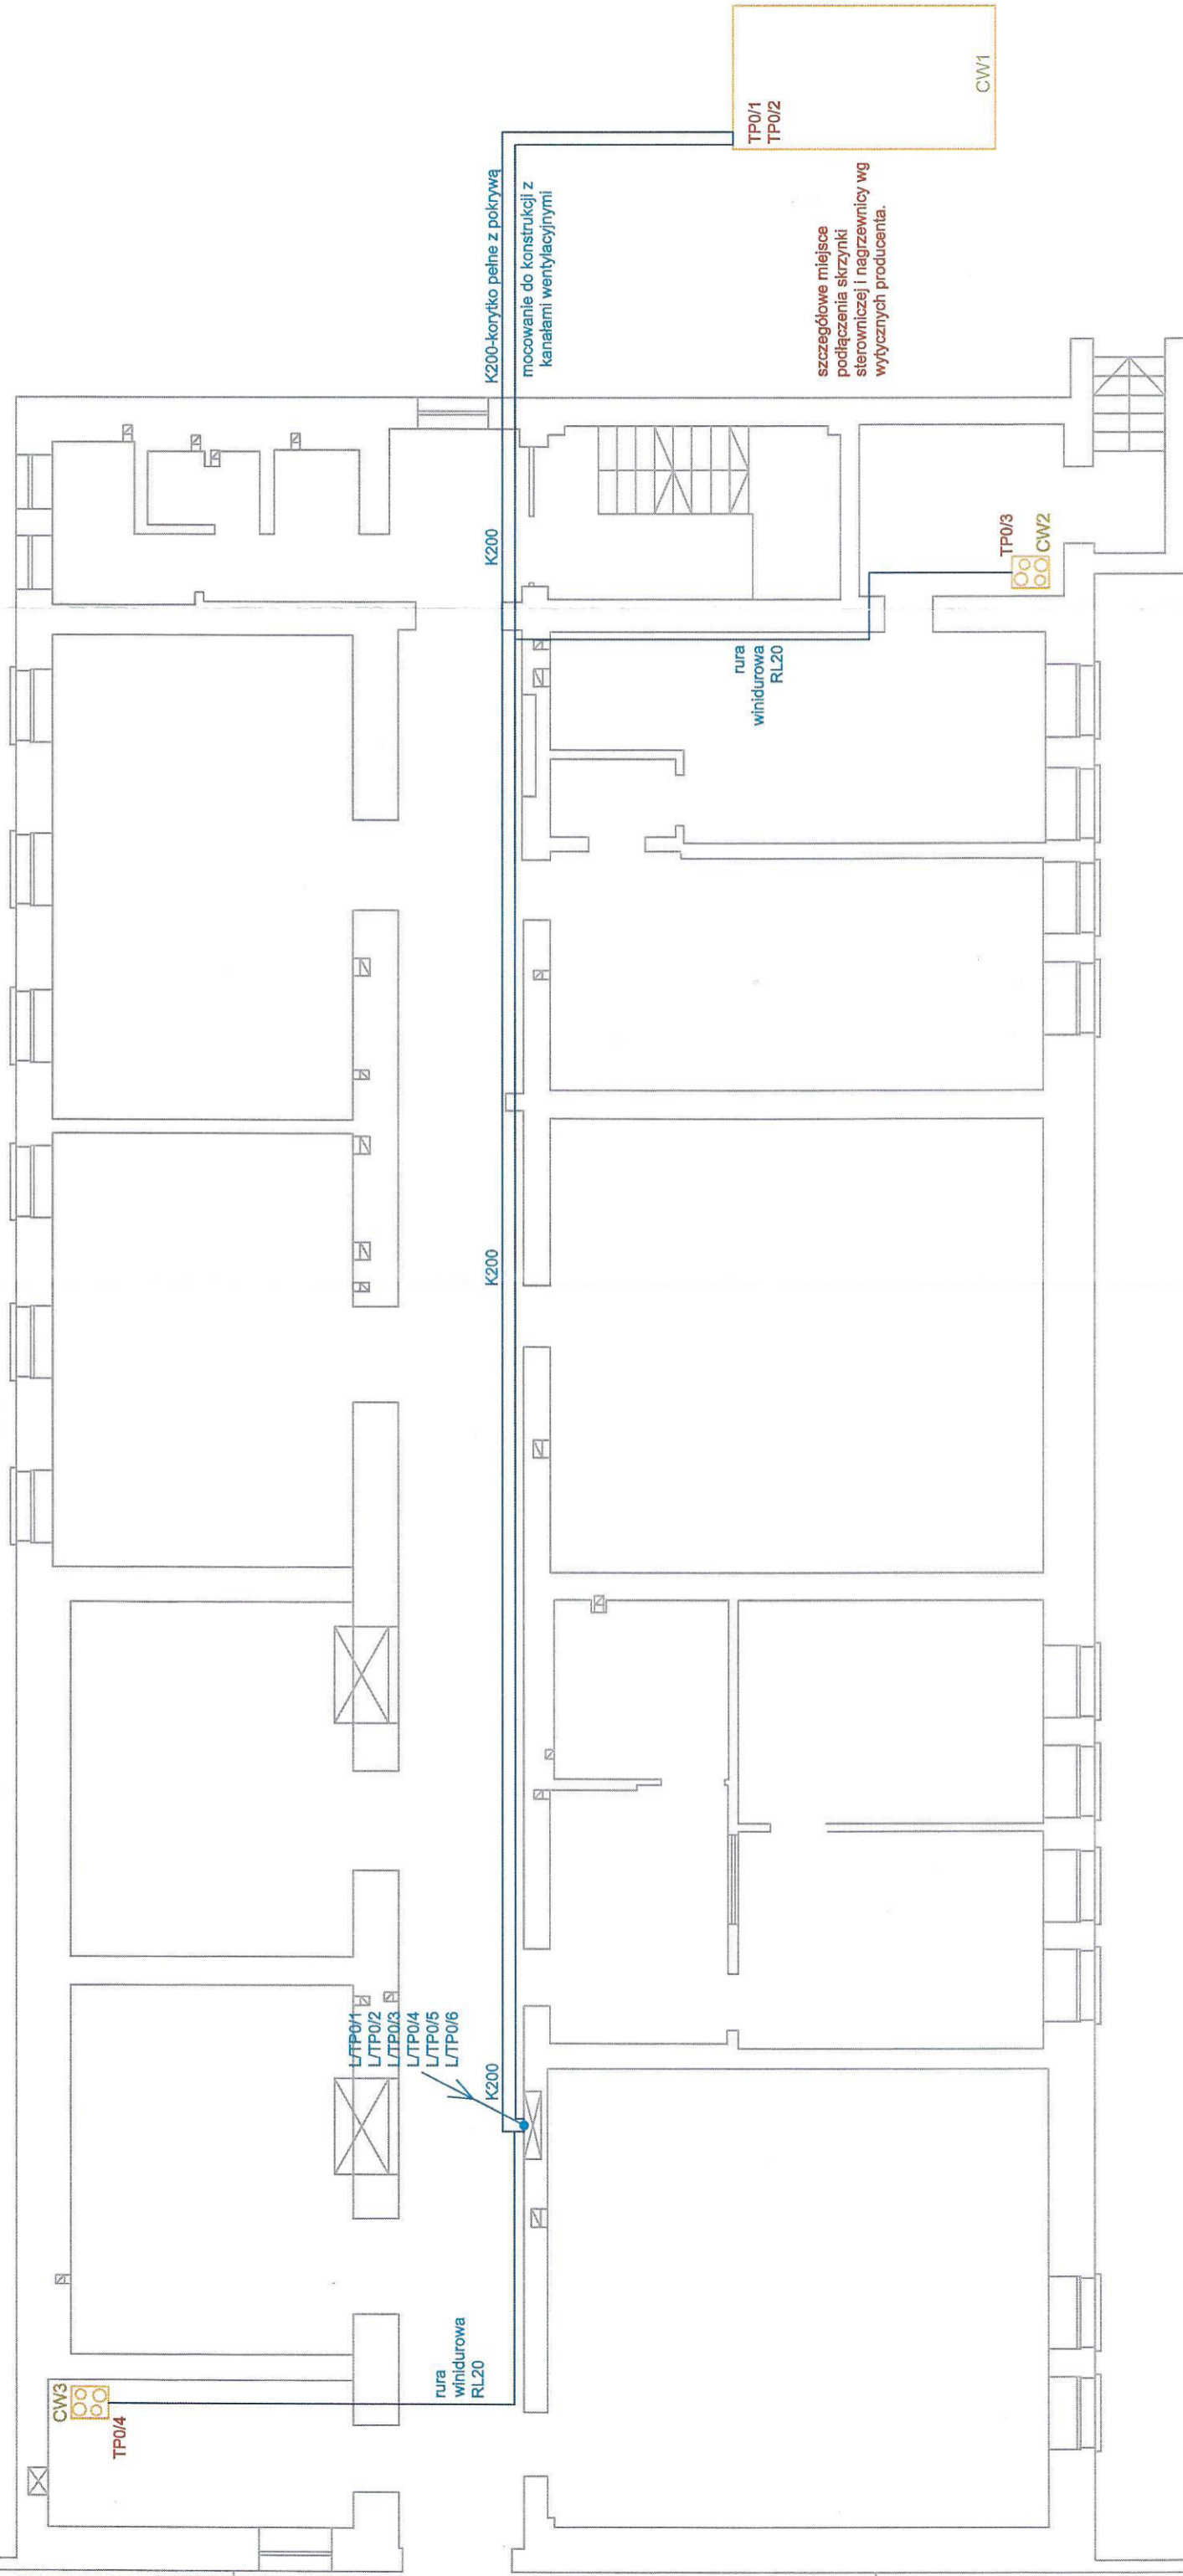 CW1
TP0/1
TP0/2
K200-korytko pełne z pokrywą
mocowanie do konstrukcji z
kanałami wentylacyjnymi
szczegółowe miejsce
podłączenia skrzynki
sterowniczej i nagrzewnicy wg
wytycznych producenta.
K200
TP0/3
CW2
rura
winidurowa
RL20
K200
L/TP0/1
L/TP0/2
L/TP0/3
L/TP0/4
L/TP0/5
L/TP0/6
K200
rura
winidurowa
RL20
CW3
TP0/4